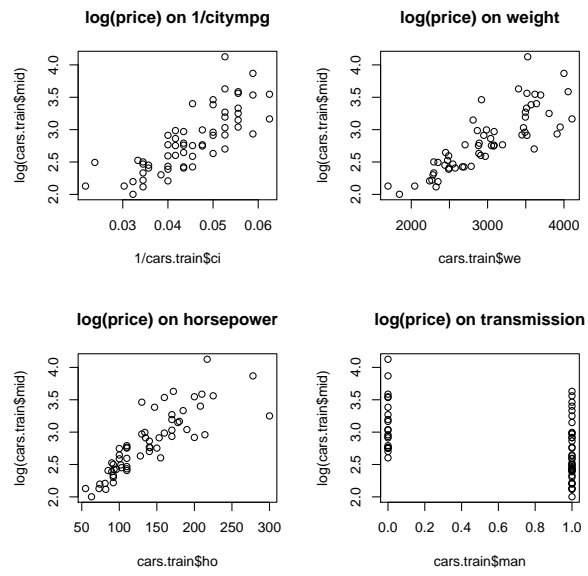 log(price) on 1/citympg
log(cars.train$mid)
2.0 2.5 3.0 3.5 4.0
0.03 0.04 0.05 0.06
1/cars.train$ci
log(price) on weight
log(cars.train$mid)
2.0 2.5 3.0 3.5 4.0
2000 3000 4000
cars.train$we
log(price) on horsepower
log(cars.train$mid)
2.0 2.5 3.0 3.5 4.0
50 100 150 200 250 300
cars.train$ho
log(price) on transmission
log(cars.train$mid)
2.0 2.5 3.0 3.5 4.0
0.0 0.2 0.4 0.6 0.8 1.0
cars.train$man